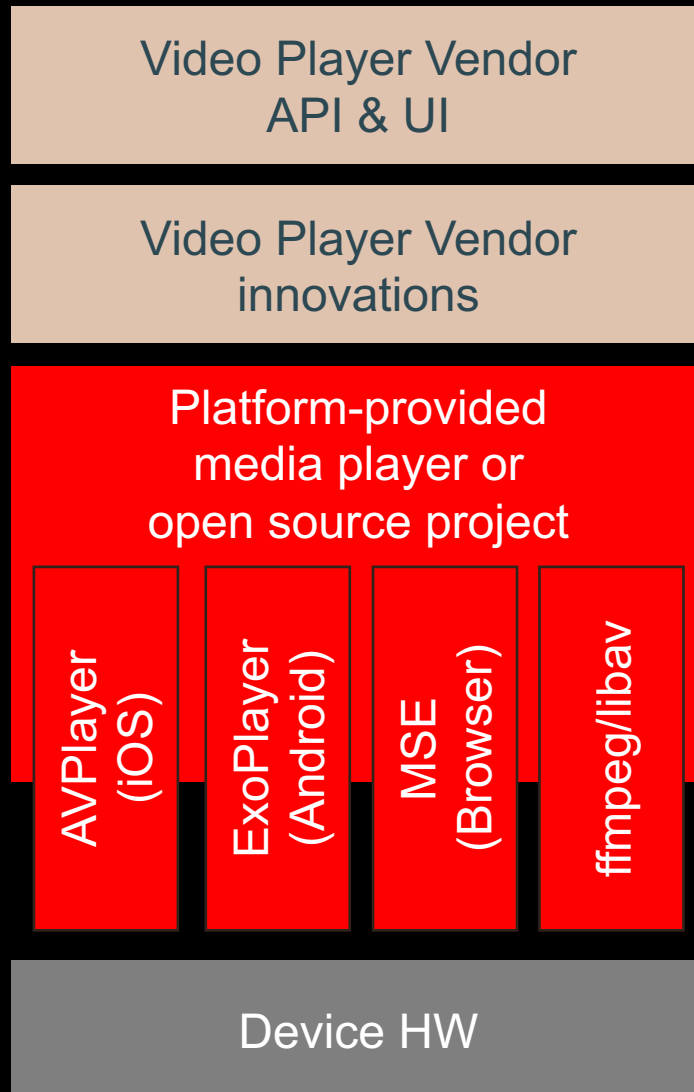 Video Player Vendor
API & UI
Video Player Vendor
innovations
Platform-provided
media player or
open source project
AVPlayer
(iOS)
ExoPlayer
(Android)
MSE
(Browser)
ffmpeg/libav
Device HW